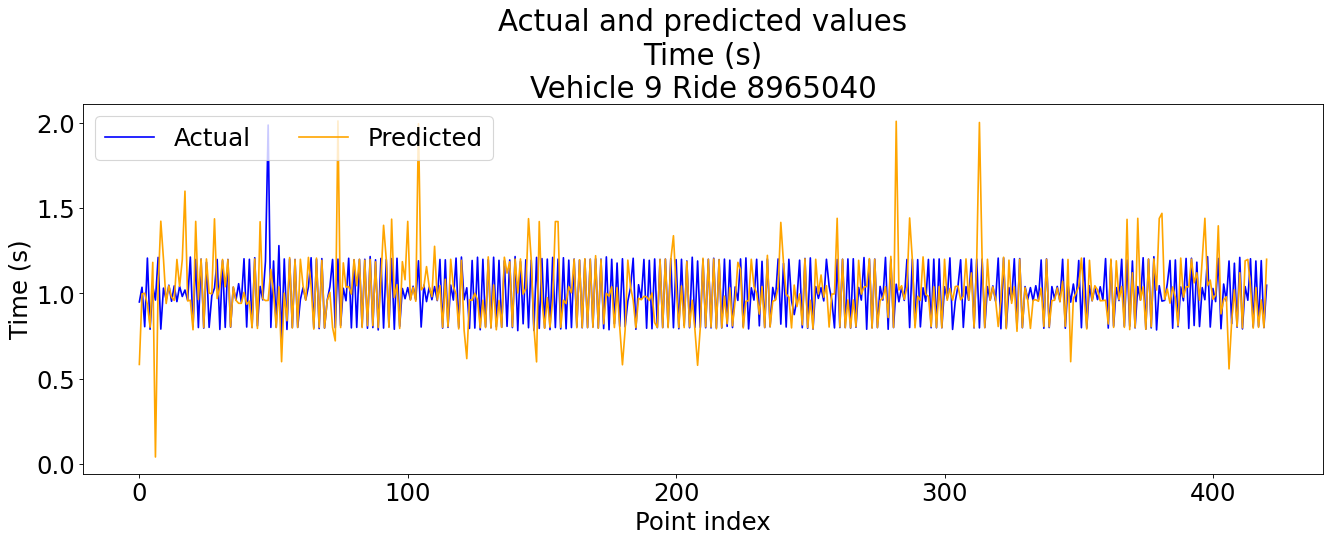 Actual and predicted values
Time (s)
Vehicle 9 Ride 8965040
Actual
Predicted
2.0
1.5
1.0
0.5
0.0
Time (s)
0
100
200
300
400
Point index